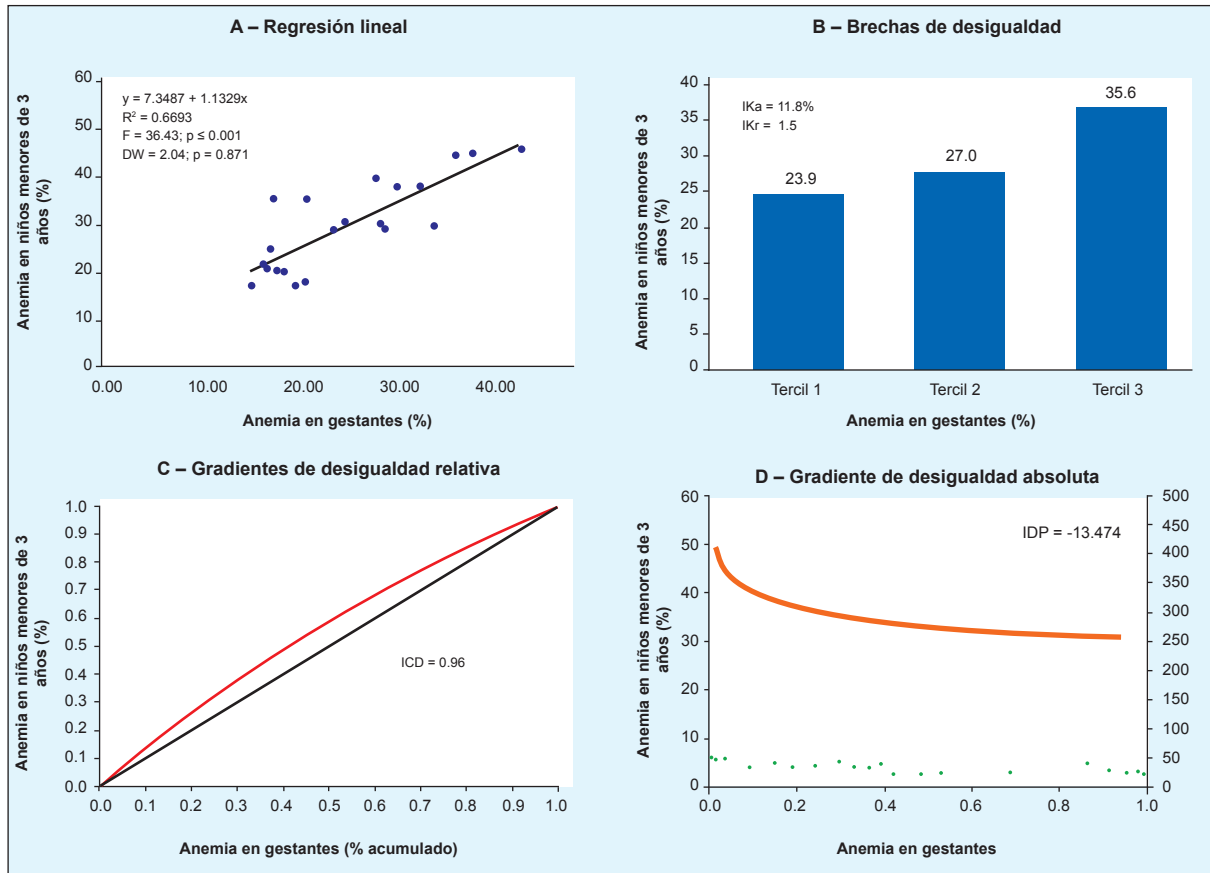 A – Regresión lineal
Anemia en niños menores de 3
años (%)
60
50
40
30
20
10
0
y = 7.3487 + 1.1329x
R² = 0.6693
F = 36.43; p ≤ 0.001
DW = 2.04; p = 0.871
0.00 10.00 20.00 30.00 40.00
Anemia en gestantes (%)
B – Brechas de desigualdad
Anemia en niños menores de 3
años (%)
40
35
30
25
20
15
10
5
0
IKa = 11.8%
IKr = 1.5
23.9
27.0
35.6
Tercil 1 Tercil 2 Tercil 3
Anemia en gestantes (%)
C – Gradientes de desigualdad relativa
Anemia en niños menores de 3
años (%)
1.0
0.9
0.8
0.7
0.6
0.5
0.4
0.3
0.2
0.1
0.0
ICD = 0.96
0.0 0.1 0.2 0.3 0.4 0.5 0.6 0.7 0.8 0.9 1.0
Anemia en gestantes (% acumulado)
D – Gradiente de desigualdad absoluta
Anemia en niños menores de 3
años (%)
60
50
40
30
20
10
0
IDP = -13.474
500
450
400
350
300
250
200
150
100
50
0
0.0 0.2 0.4 0.6 0.8 1.0
Anemia en gestantes